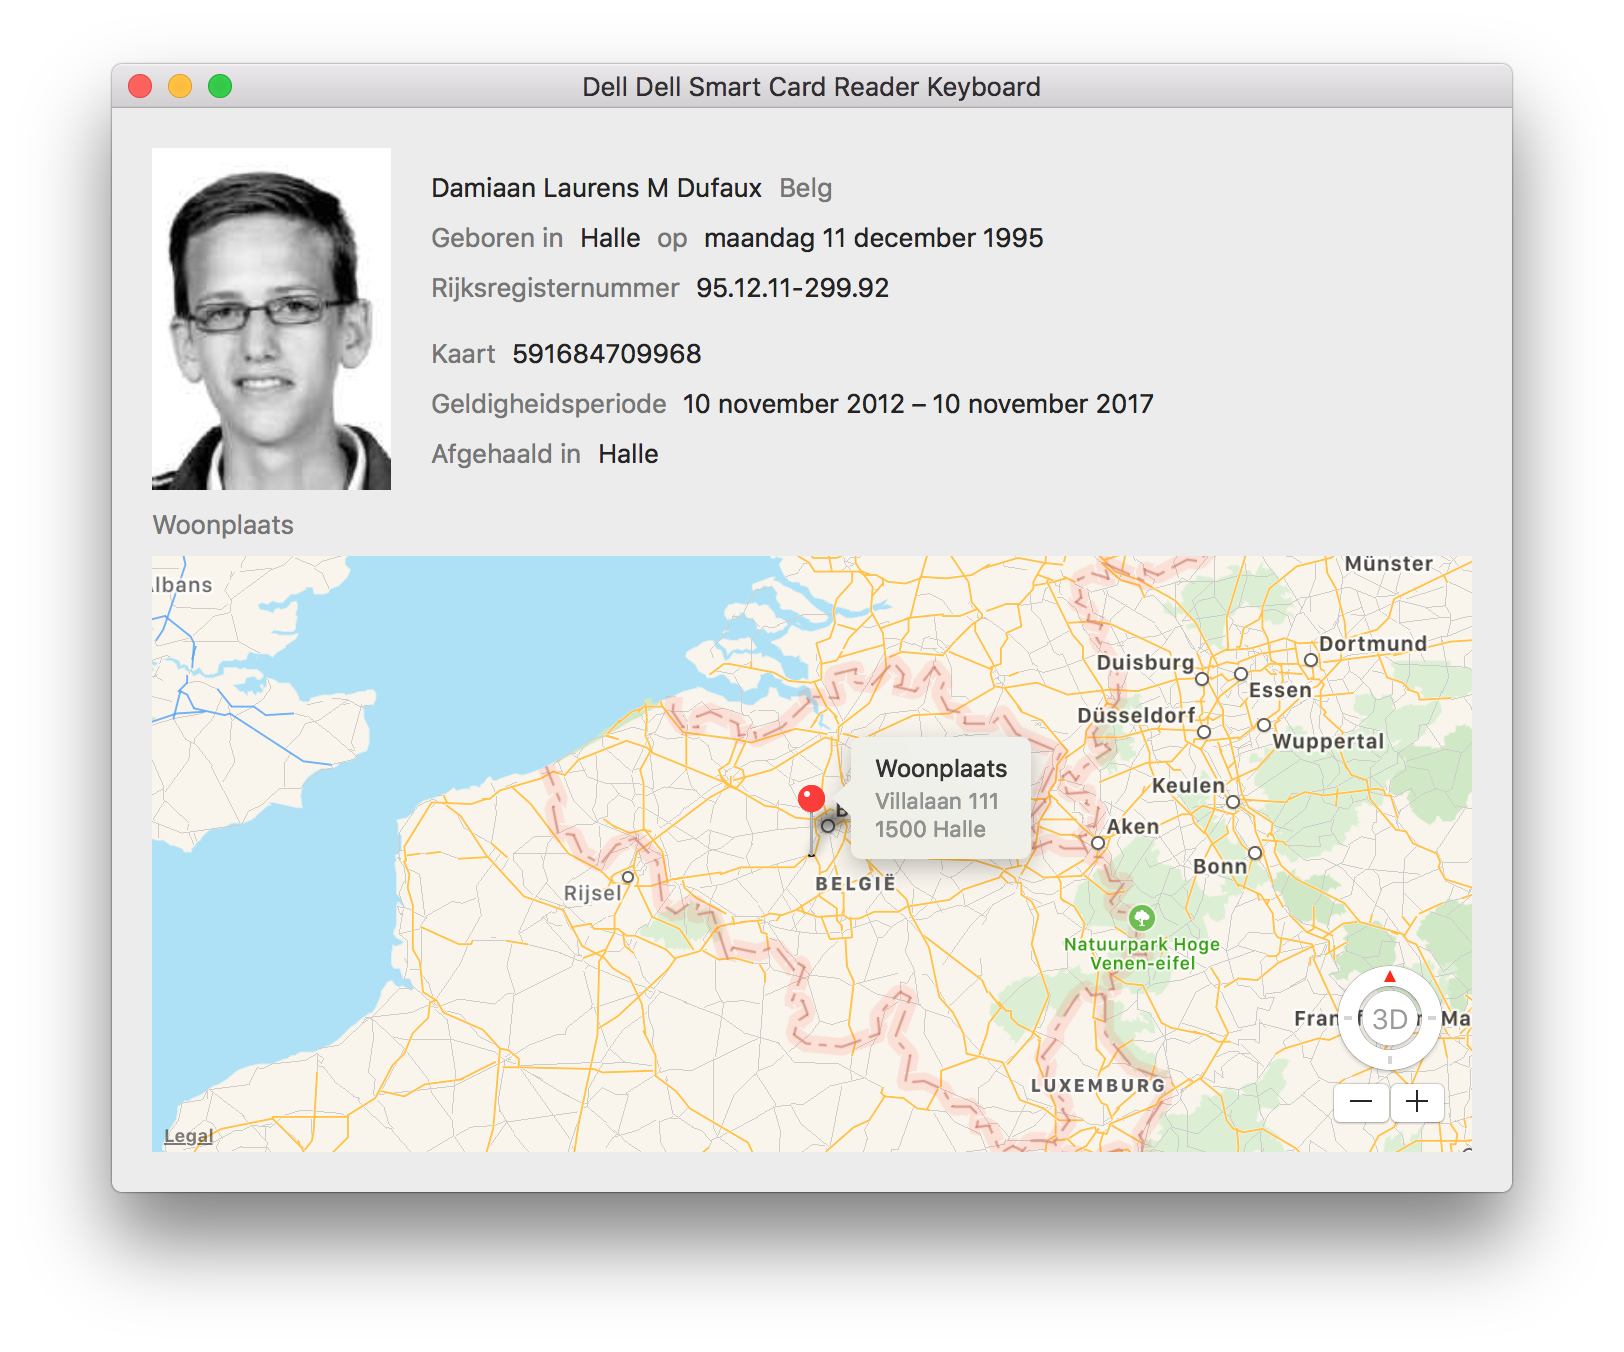 Dell Dell Smart Card Reader Keyboard
Damiaan Laurens M Dufaux Belg
Geboren in Halle op maandag 11 december 1995
Rijksregisternummer 95.12.11-299.92
Kaart 591684709968
Geldigheidsperiode 10 november 2012 – 10 november 2017
Afgehaald in Halle
Woonplaats
Münster
lbans
Dortmund
Duisburg
Essen
Düsseldorf
Wuppertal
Woonplaats
Villalaan 111
1500 Halle
Keulen
Aken
Bonn
BELGIË
Rijsel
Natuurpark Hoge
Venen-eifel
3D
LUXEMBURG
Legal